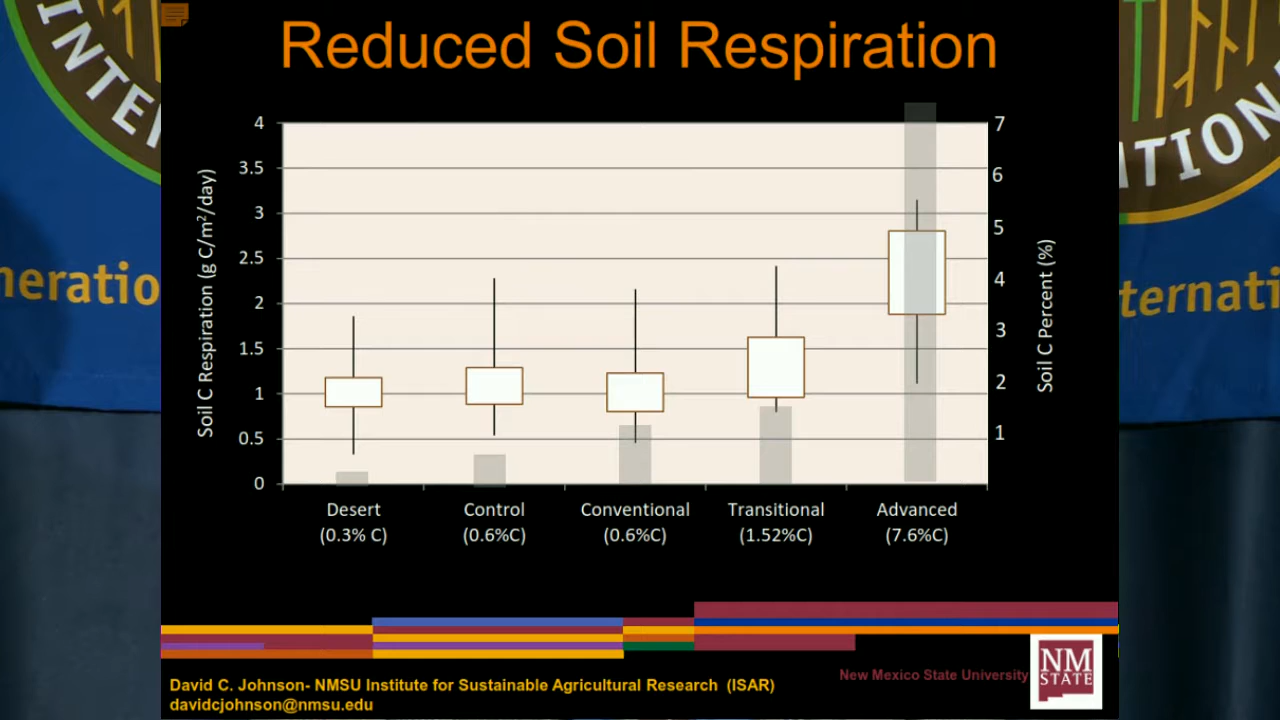 Reduced Soil Respiration
INTER
TIONA
neratio
ternati
Soil C Respiration (g C/m²/day)
4
3.5
3
2.5
2
1.5
1
0.5
0
7
6
5
4
3
2
1
Soil C Percent (%)
Desert Control Conventional Transitional Advanced
(0.3% C) (0.6%C) (0.6%C) (1.52%C) (7.6%C)
New Mexico State University
NM
STATE
David C. Johnson- NMSU Institute for Sustainable Agricultural Research (ISAR)
davidcjohnson@nmsu.edu